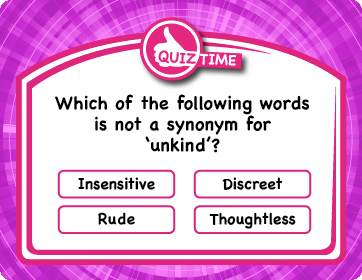 QUIZ TIME
Which of the following words
is not a synonym for
‘unkind’?
Insensitive Discreet
Rude Thoughtless